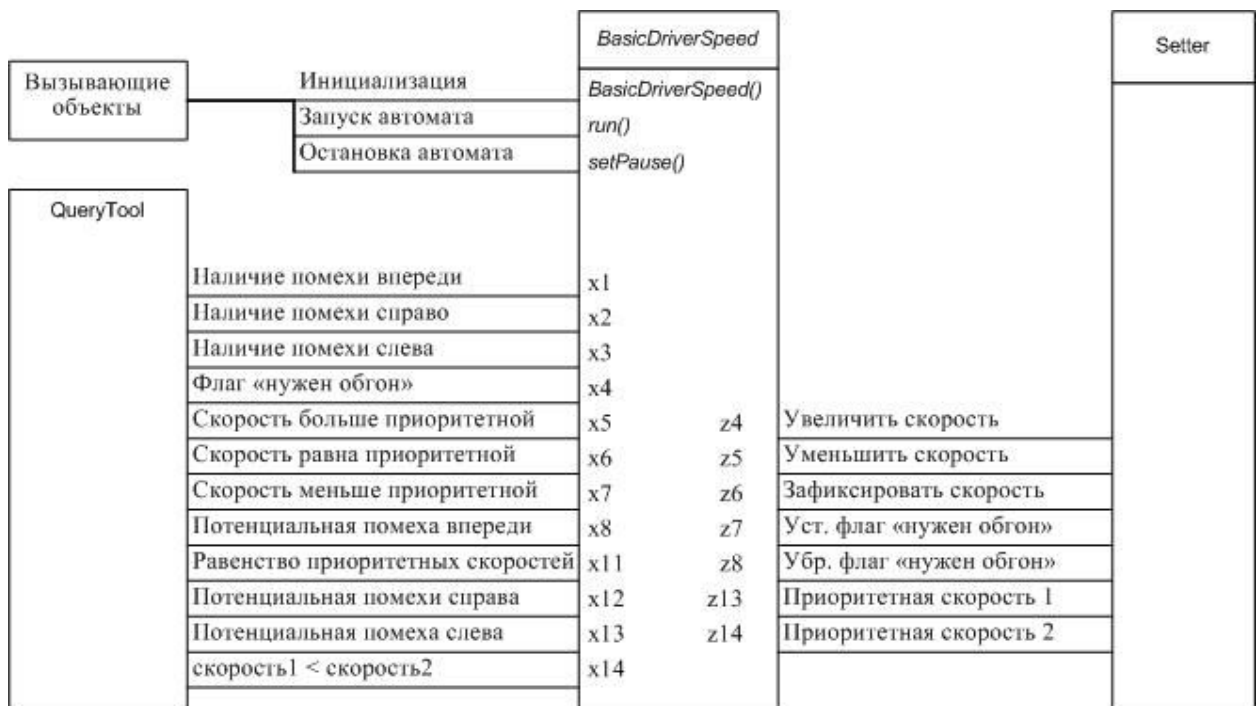 BasicDriverSpeed
Setter
Вызывающие
объекты
Инициализация
BasicDriverSpeed()
Запуск автомата
run()
Остановка автомата
setPause()
QueryTool
Наличие помехи впереди x1
Наличие помехи справо x2
Наличие помехи слева x3
Флаг «нужен обгон» x4
Скорость больше приоритетной x5 z4 Увеличить скорость
Скорость равна приоритетной x6 z5 Уменьшить скорость
Скорость меньше приоритетной x7 z6 Зафиксировать скорость
Потенциальная помеха впереди x8 z7 Уст. флаг «нужен обгон»
Равенство приоритетных скоростей x11 z8 Убр. флаг «нужен обгон»
Потенциальная помехи справа x12 z13 Приоритетная скорость 1
Потенциальная помеха слева x13 z14 Приоритетная скорость 2
скорость1 < скорость2 x14